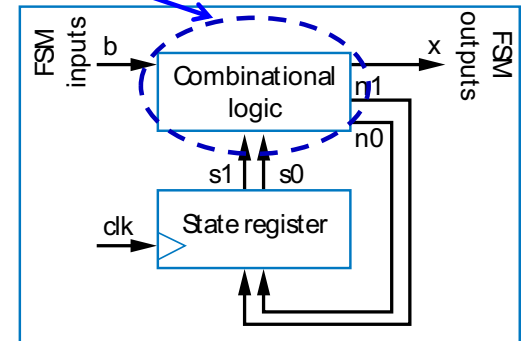 FSM
inputs
b
Combinational
logic
x
FSM
outputs
n1
n0
s1
s0
clk
State register